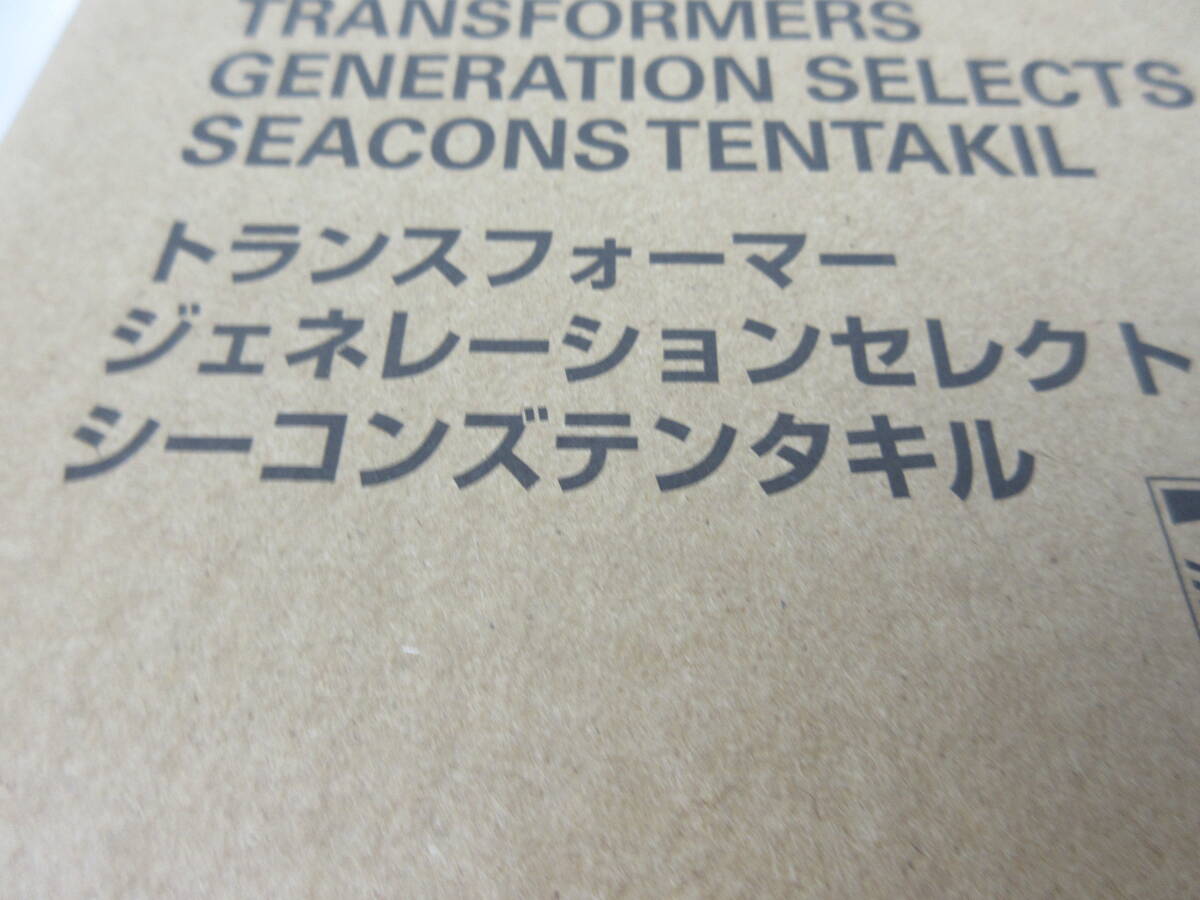 TRANSFORMERS
GENERATION SELECTS
SEACONS TENTAKIL
トランスフォーマー
ジェネレーションセレクト
シーコンズテンタキル